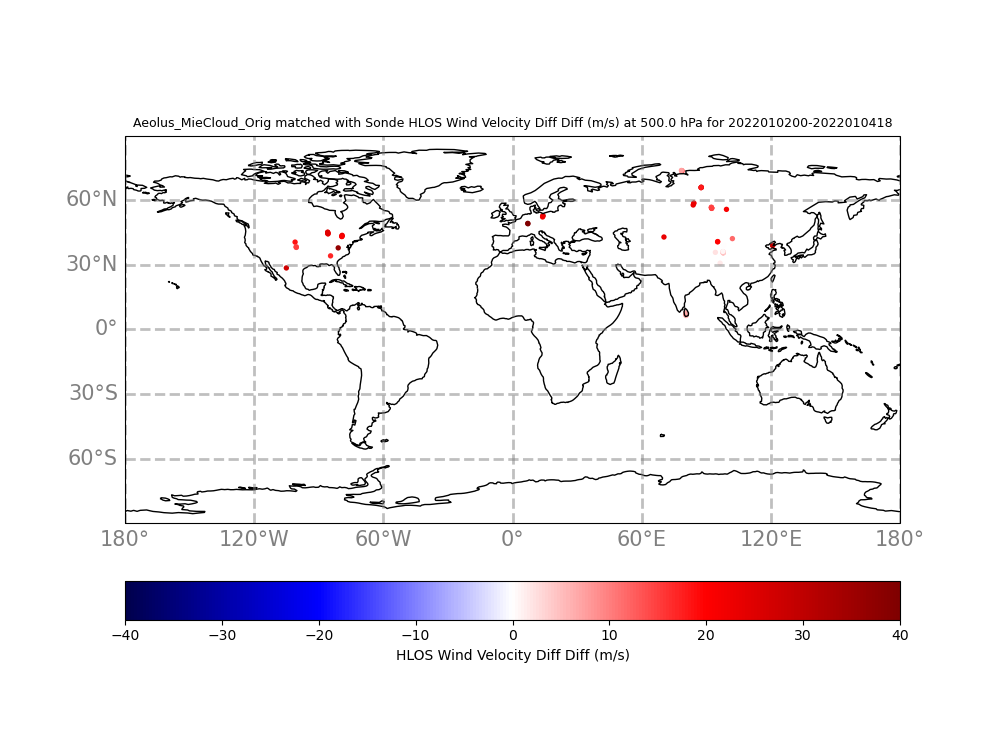 Aeolus_MieCloud_Orig matched with Sonde HLOS Wind Velocity Diff Diff (m/s) at 500.0 hPa for 2022010200-2022010418
60°N
30°N
0°
30°S
60°S
180° 120°W 60°W 0° 60°E 120°E 180°
−40 −30 −20 −10 0 10 20 30 40
HLOS Wind Velocity Diff Diff (m/s)